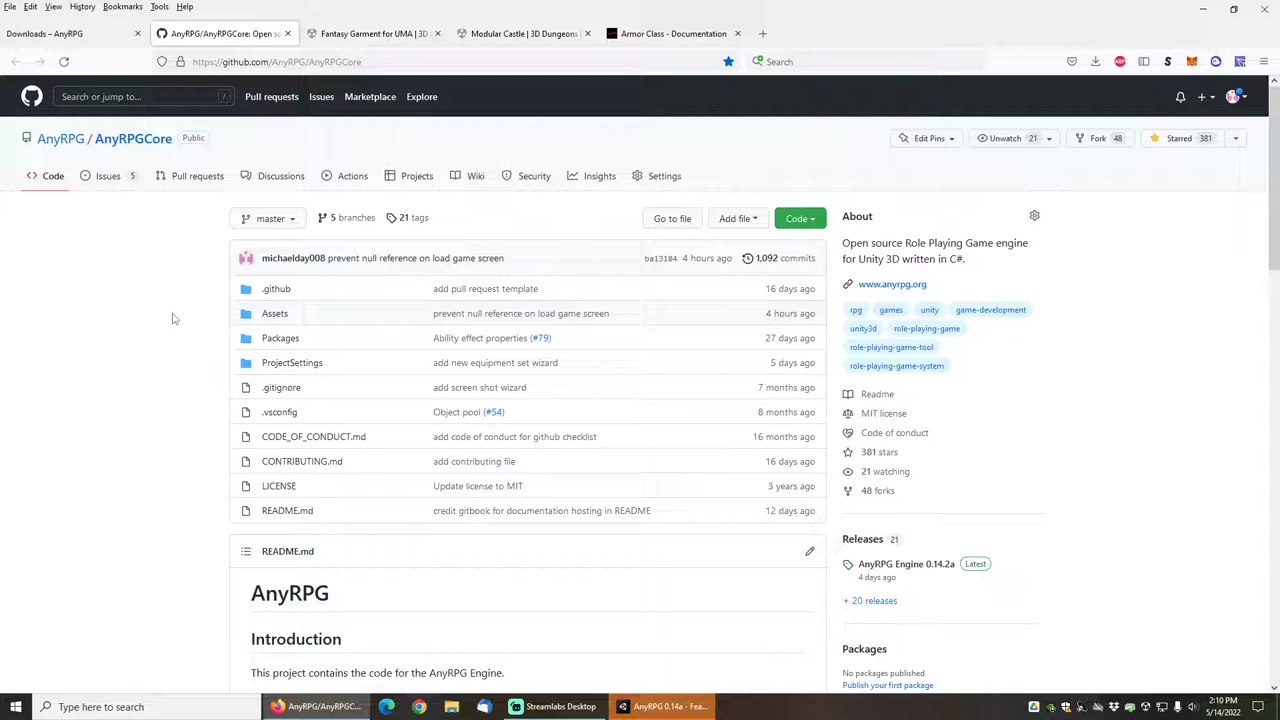 File Edit View History Bookmarks Tools Help
Downloads – AnyRPG
AnyRPG/AnyRPGCore: Open so
Fantasy Garment for UMA | 3D
Modular Castle | 3D Dungeons |
Armor Class - Documentation
https://github.com/AnyRPG/AnyRPGCore
Search
Search or jump to... /
Pull requests Issues Marketplace Explore
AnyRPG / AnyRPGCore Public
Edit Pins Unwatch 21 Fork 48 Starred 381
Code Issues 5 Pull requests Discussions Actions Projects Wiki Security Insights Settings
master 5 branches 21 tags Go to file Add file Code
michaelday008 prevent null reference on load game screen ba13184 4 hours ago 1,092 commits
.github add pull request template 16 days ago
Assets prevent null reference on load game screen 4 hours ago
Packages Ability effect properties (#79) 27 days ago
ProjectSettings add new equipment set wizard 5 days ago
.gitignore add screen shot wizard 7 months ago
.vsconfig Object pool (#54) 8 months ago
CODE_OF_CONDUCT.md add code of conduct for github checklist 16 months ago
CONTRIBUTING.md add contributing file 16 days ago
LICENSE Update license to MIT 3 years ago
README.md credit gitbook for documentation hosting in README 12 days ago
README.md
AnyRPG
Introduction
This project contains the code for the AnyRPG Engine.
About
Open source Role Playing Game engine
for Unity 3D written in C#.
www.anyrpg.org
rpg games unity game-development
unity3d role-playing-game
role-playing-game-tool
role-playing-game-system
Readme
MIT license
Code of conduct
381 stars
21 watching
48 forks
Releases 21
AnyRPG Engine 0.14.2a Latest
4 days ago
+ 20 releases
Packages
No packages published
Publish your first package
Type here to search
AnyRPG/AnyRPGC...
Streamlabs Desktop
AnyRPG 0.14a - Fea...
2:10 PM
5/14/2022